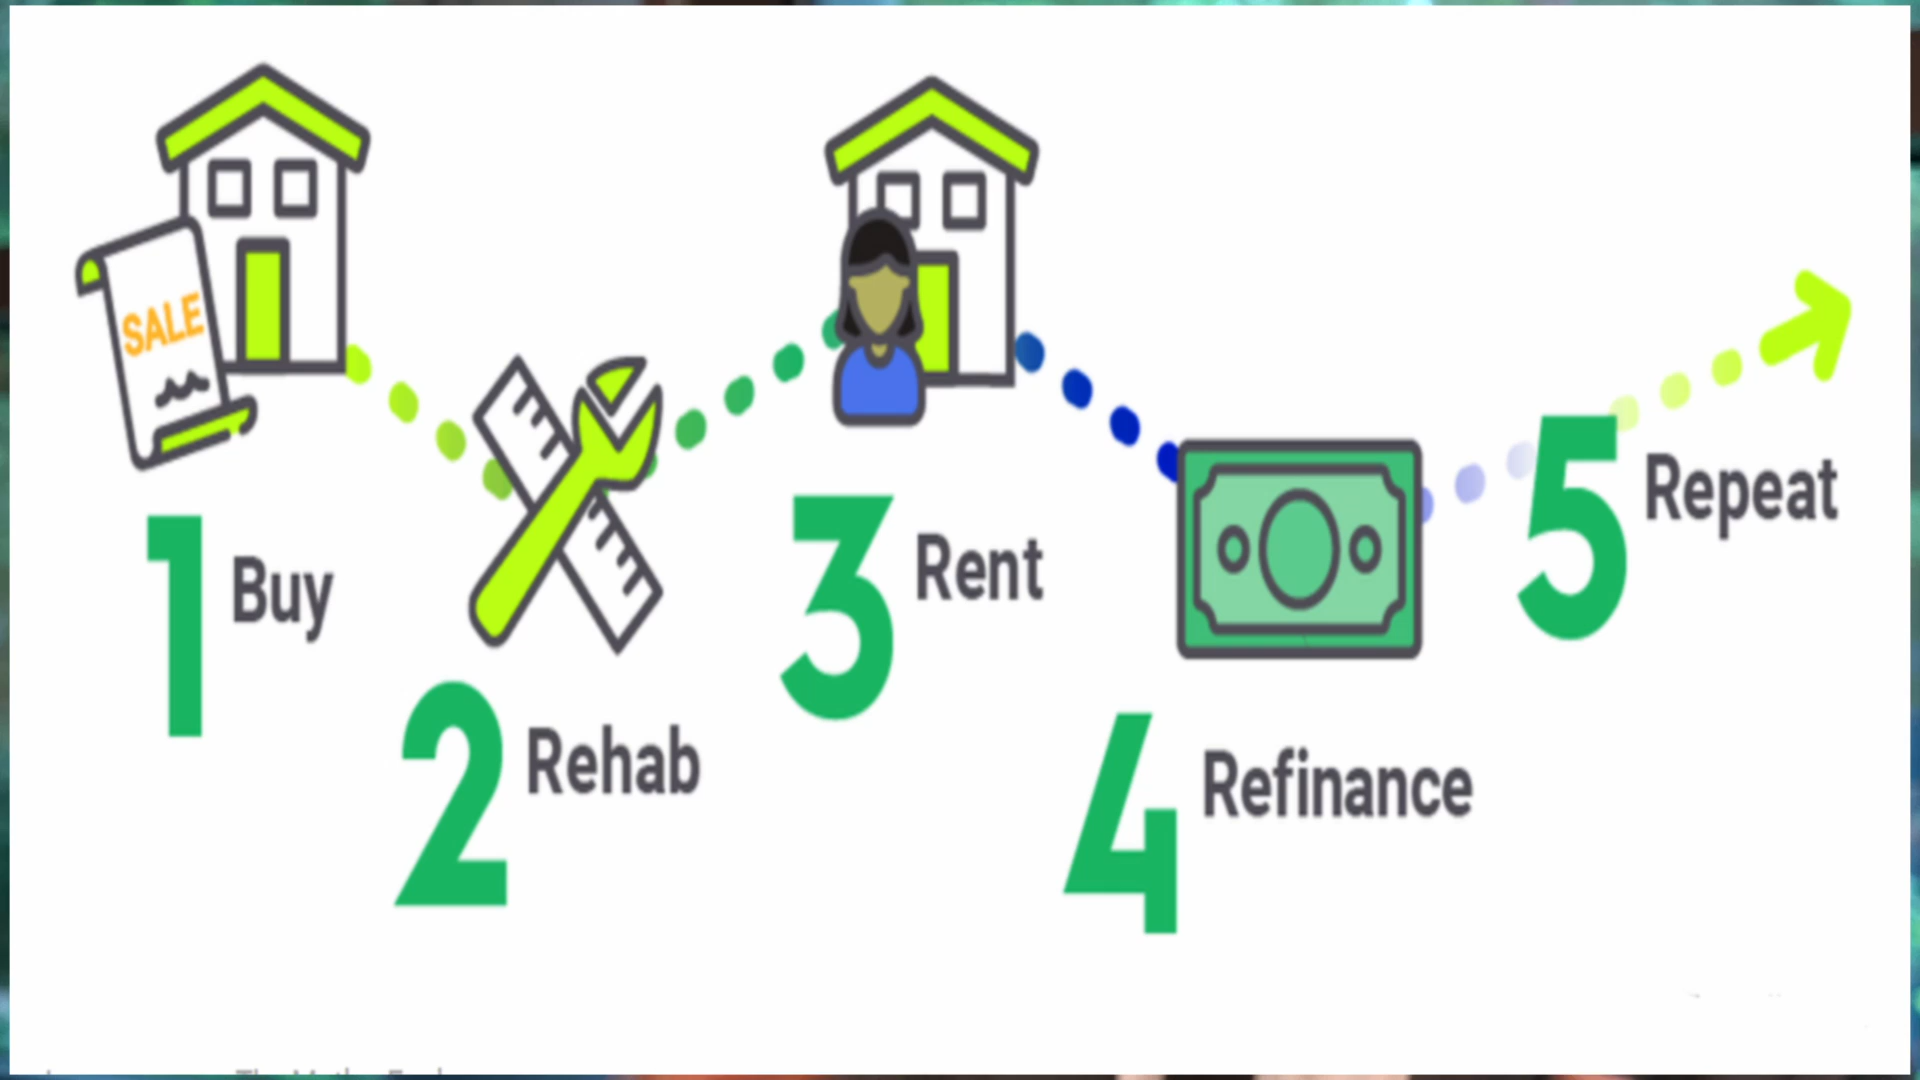 SALE
1 Buy
2 Rehab
3 Rent
4 Refinance
5 Repeat